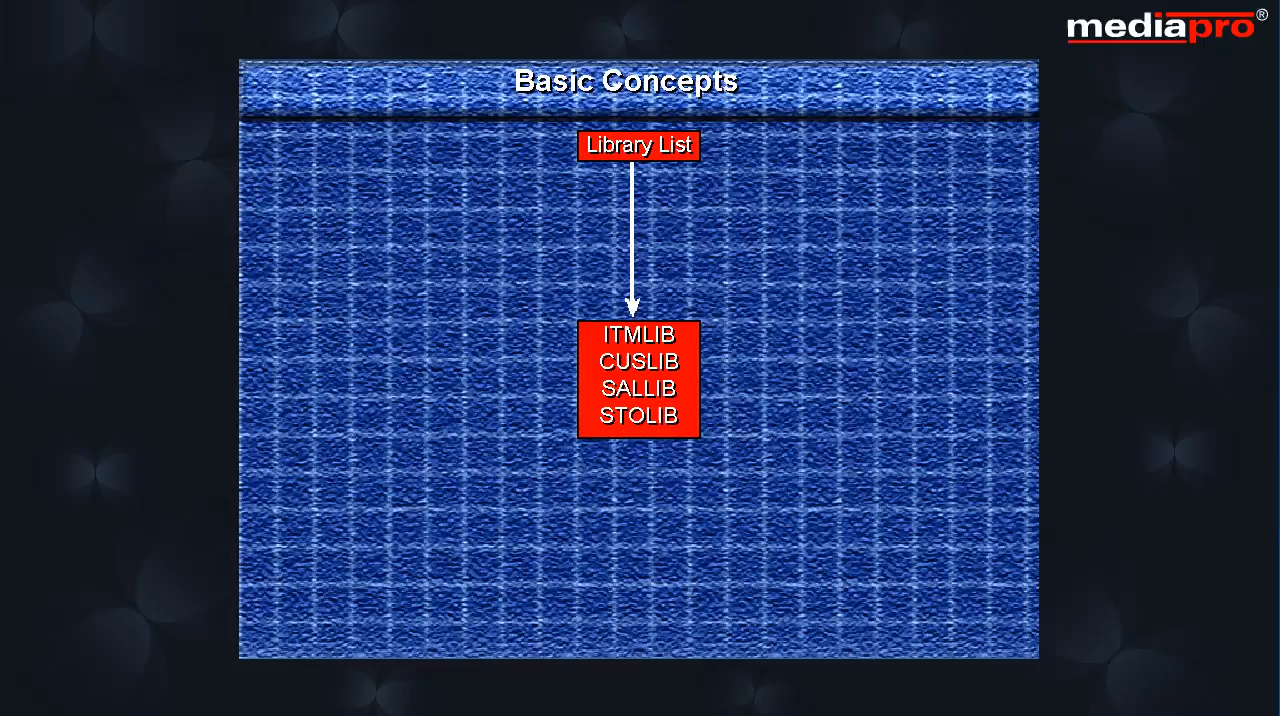 mediapro®
Basic Concepts
Library List
ITMLIB
CUSLIB
SALLIB
STOLIB